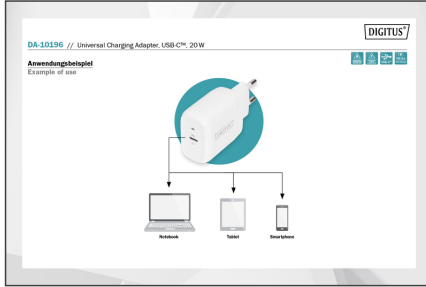 DIGITUS®
DA-10196 // Universal Charging Adapter, USB-C™, 20 W
Anwendungsbeispiel
Example of use
DIGITUS
Notebook
Tablet
Smartphone